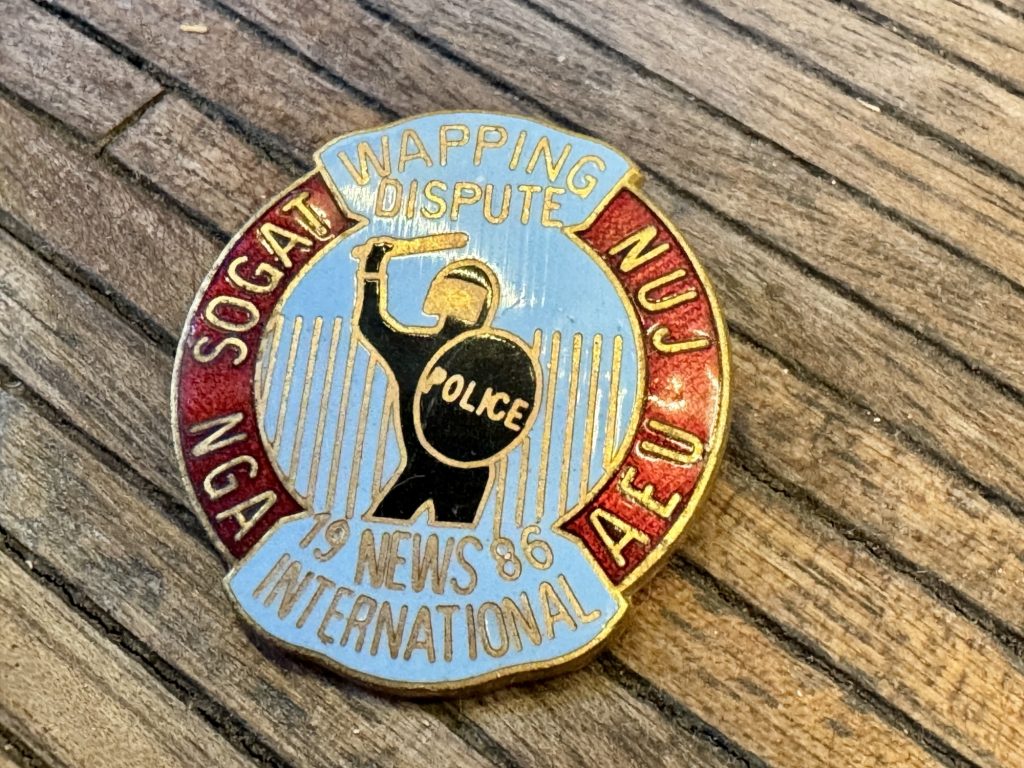 WAPPING
DISPUTE
SOGAT
NGA
NUJ
AEU
POLICE
19 86
NEWS
INTERNATIONAL